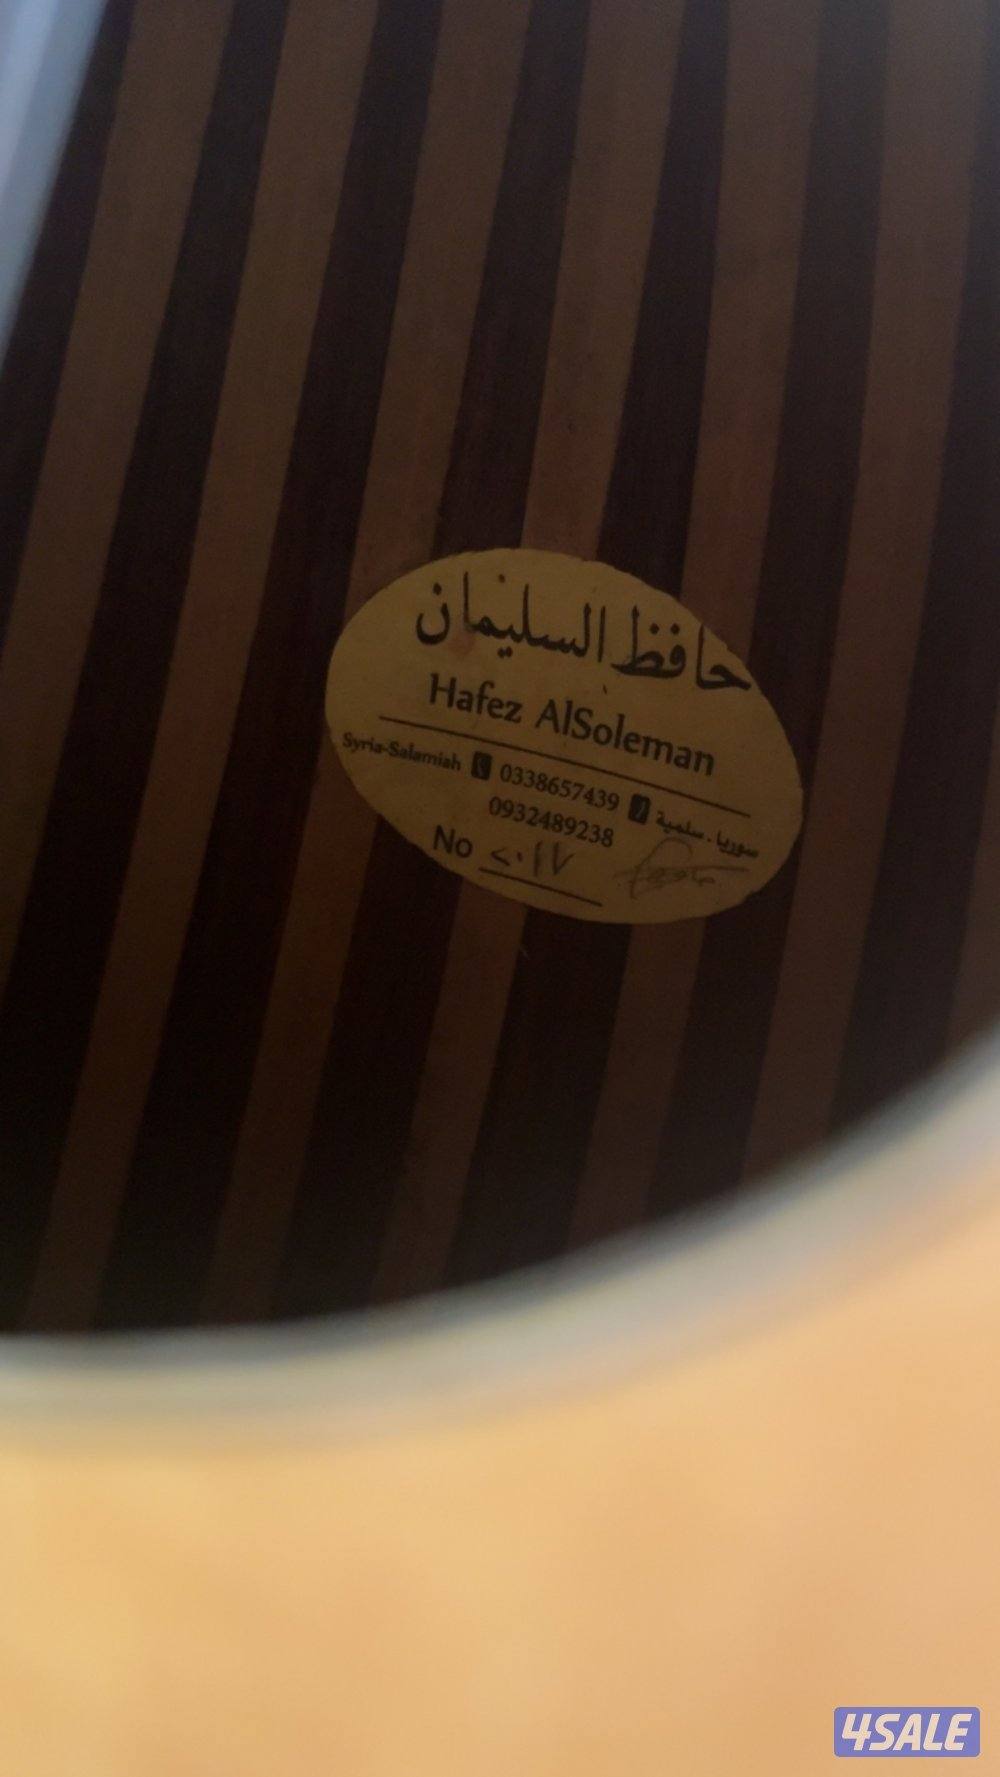 حافظ السليمان
Hafez AlSoleman
Syria-Salamiah 0338657439 سوريا - سلمية
0932489238
No ٢٠١٧
4SALE